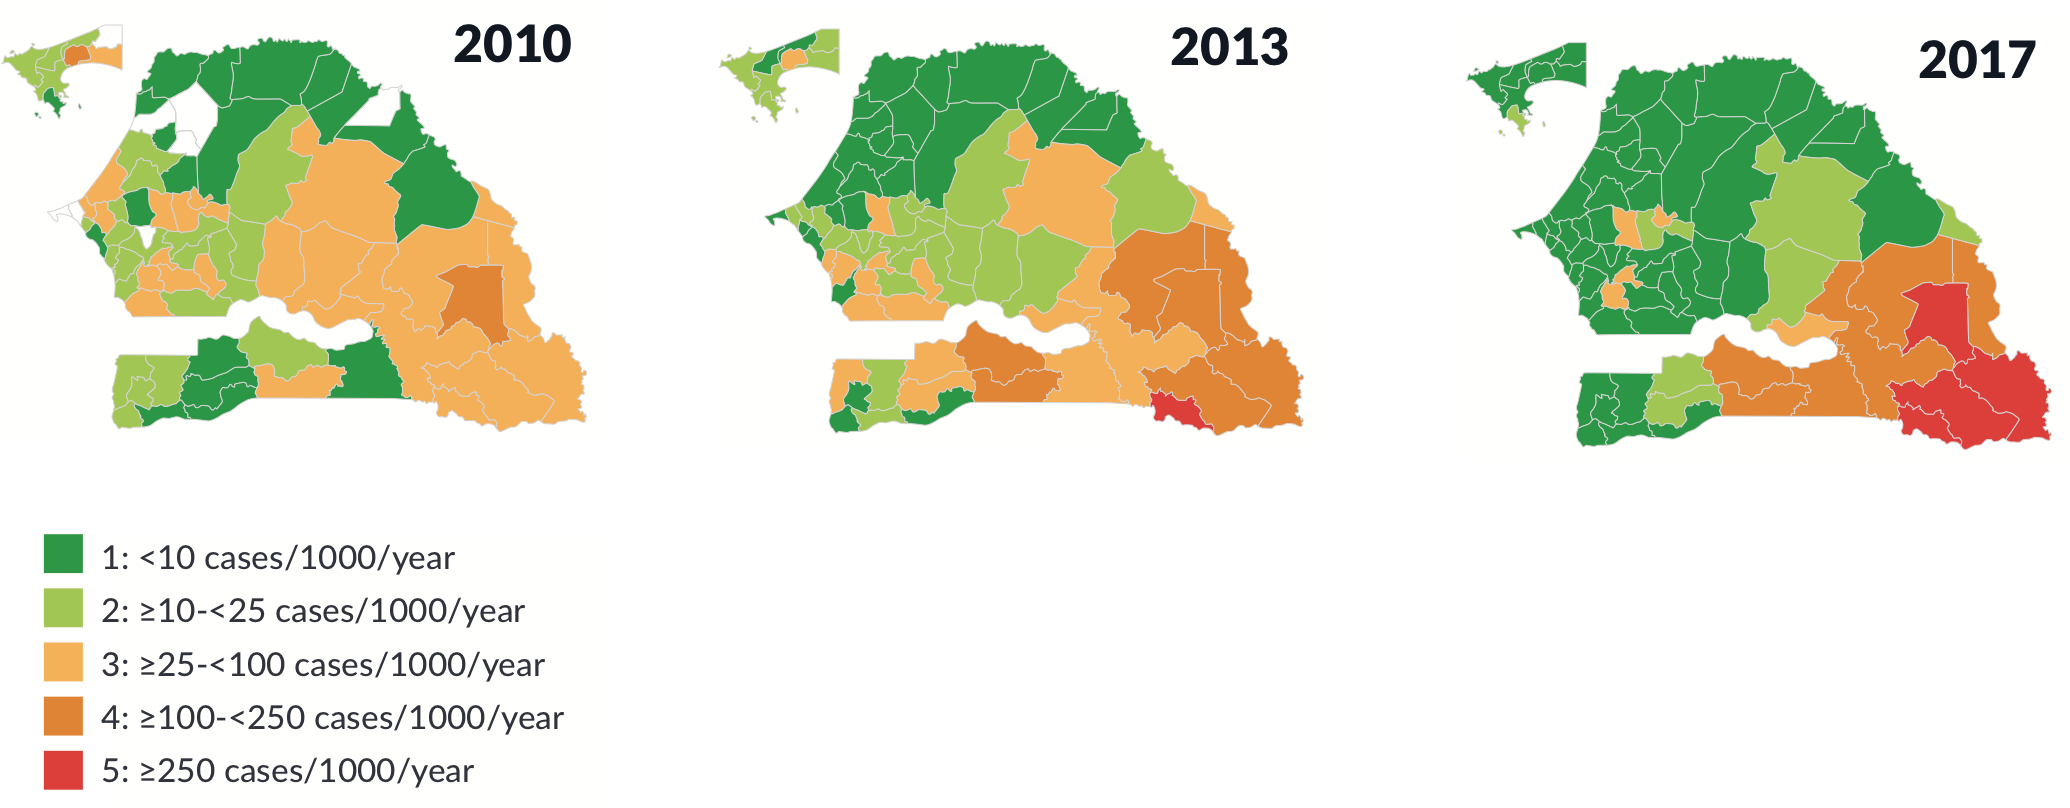 2010
2013
2017
1: <10 cases/1000/year
2: ≥10-<25 cases/1000/year
3: ≥25-<100 cases/1000/year
4: ≥100-<250 cases/1000/year
5: ≥250 cases/1000/year